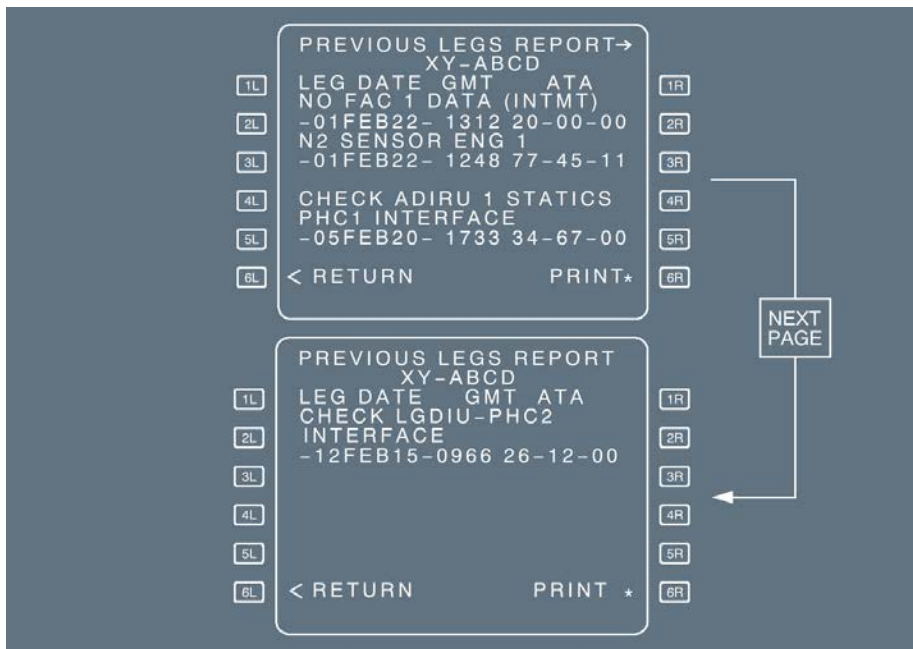 PREVIOUS LEGS REPORT→
XY-ABCD
1L LEG DATE GMT ATA 1R
NO FAC 1 DATA (INTMT)
2L -01FEB22- 1312 20-00-00 2R
N2 SENSOR ENG 1
3L -01FEB22- 1248 77-45-11 3R
4L CHECK ADIRU 1 STATICS 4R
PHC1 INTERFACE
5L -05FEB20- 1733 34-67-00 5R
6L < RETURN PRINT* 6R
NEXT
PAGE
PREVIOUS LEGS REPORT
XY-ABCD
1L LEG DATE GMT ATA 1R
CHECK LGDIU-PHC2
2L INTERFACE 2R
-12FEB15-0966 26-12-00
3L 3R
4L 4R
5L 5R
6L < RETURN PRINT * 6R